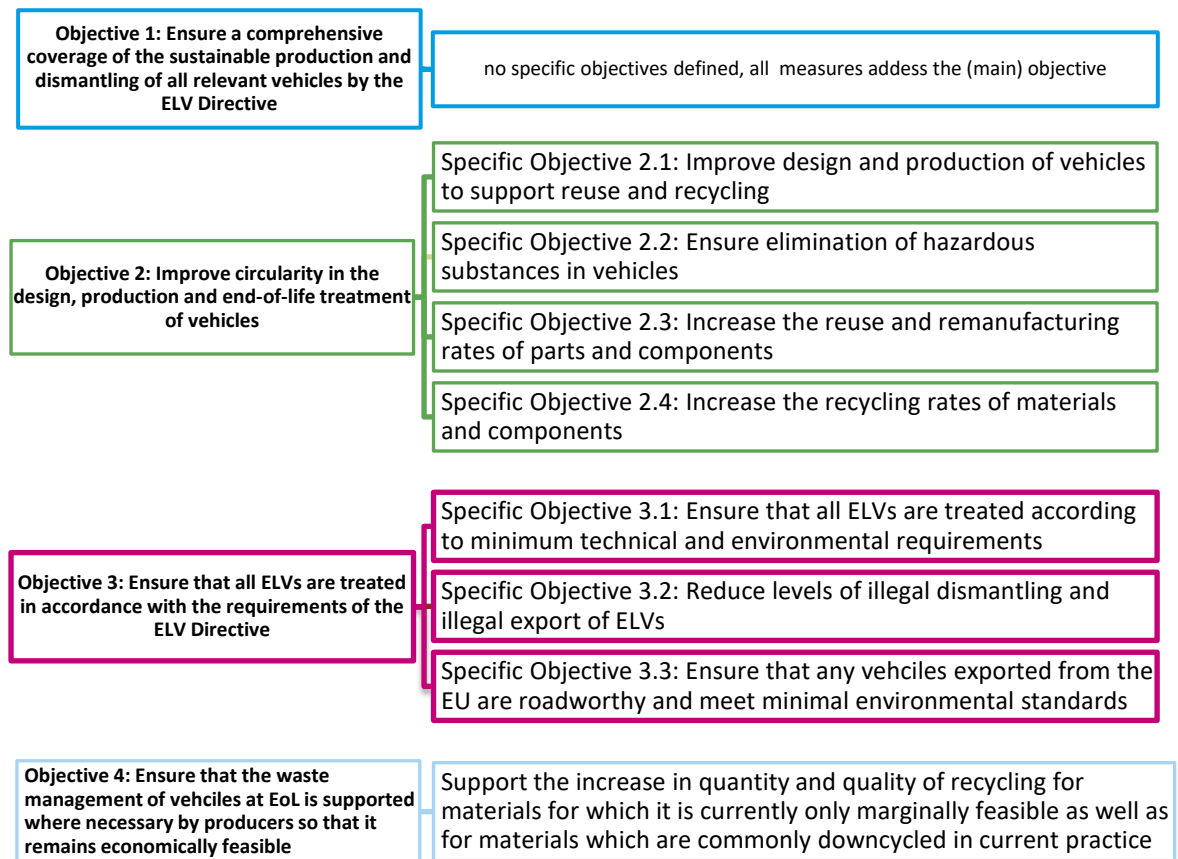 Objective 1: Ensure a comprehensive
coverage of the sustainable production and
dismantling of all relevant vehicles by the
ELV Directive
no specific objectives defined, all measures addess the (main) objective
Objective 2: Improve circularity in the
design, production and end-of-life treatment
of vehicles
Specific Objective 2.1: Improve design and production of vehicles
to support reuse and recycling
Specific Objective 2.2: Ensure elimination of hazardous
substances in vehicles
Specific Objective 2.3: Increase the reuse and remanufacturing
rates of parts and components
Specific Objective 2.4: Increase the recycling rates of materials
and components
Objective 3: Ensure that all ELVs are treated
in accordance with the requirements of the
ELV Directive
Specific Objective 3.1: Ensure that all ELVs are treated according
to minimum technical and environmental requirements
Specific Objective 3.2: Reduce levels of illegal dismantling and
illegal export of ELVs
Specific Objective 3.3: Ensure that any vehciles exported from the
EU are roadworthy and meet minimal environmental standards
Objective 4: Ensure that the waste
management of vehciles at EoL is supported
where necessary by producers so that it
remains economically feasible
Support the increase in quantity and quality of recycling for
materials for which it is currently only marginally feasible as well as
for materials which are commonly downcycled in current practice